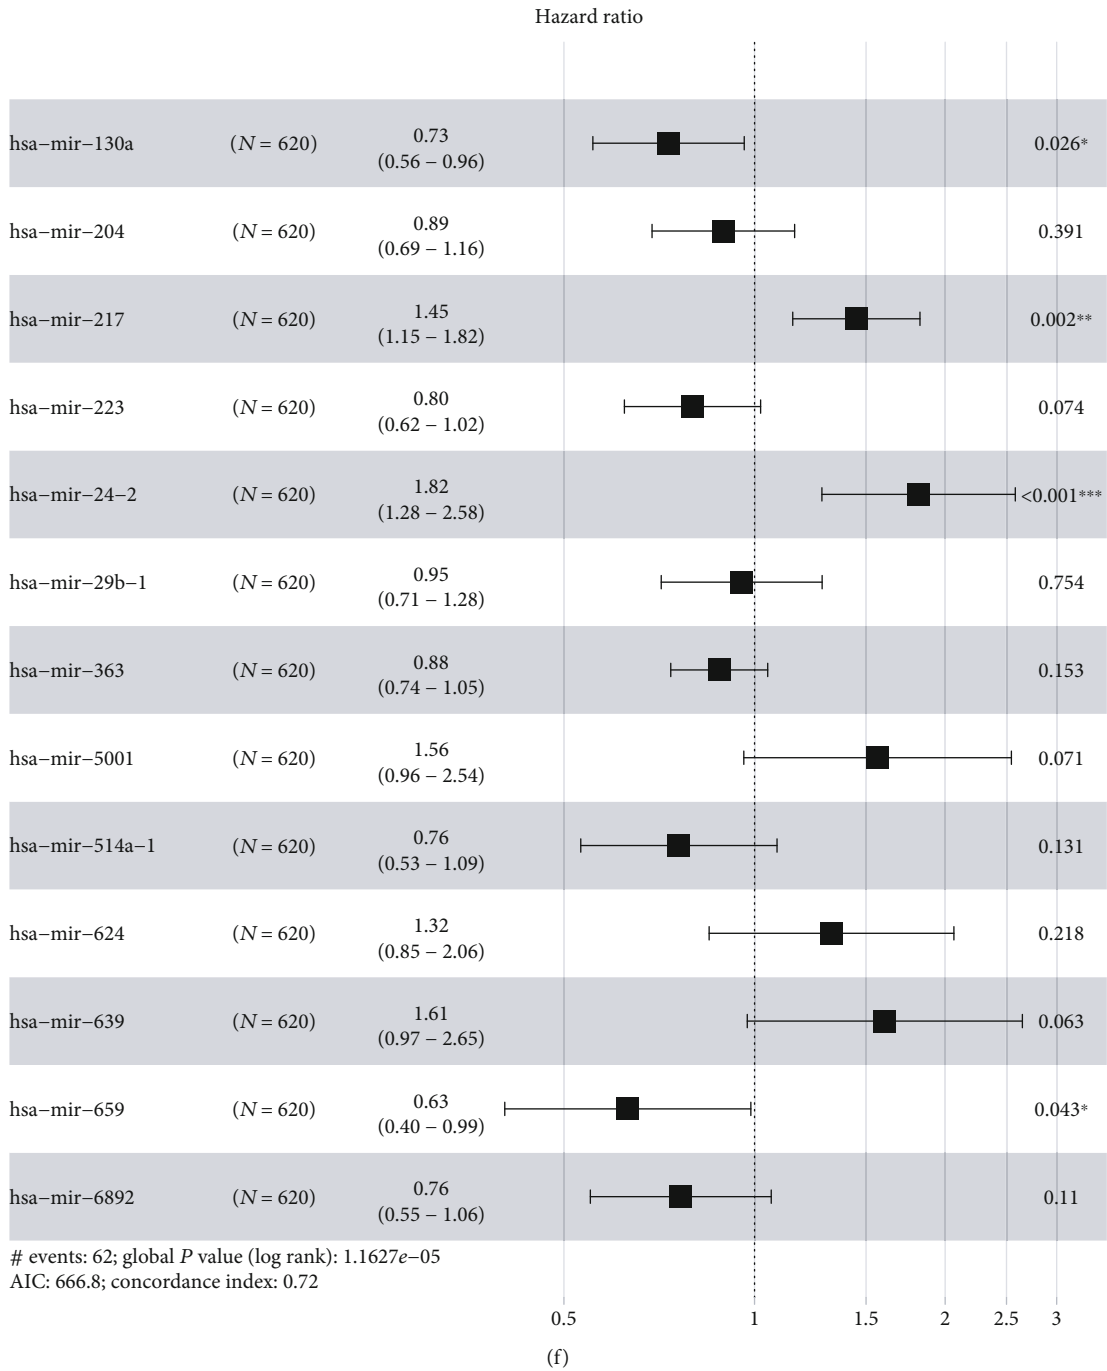 Hazard ratio
hsa−mir−130a (N = 620) 0.73 (0.56 − 0.96) 0.026*
hsa−mir−204 (N = 620) 0.89 (0.69 − 1.16) 0.391
hsa−mir−217 (N = 620) 1.45 (1.15 − 1.82) 0.002**
hsa−mir−223 (N = 620) 0.80 (0.62 − 1.02) 0.074
hsa−mir−24−2 (N = 620) 1.82 (1.28 − 2.58) <0.001***
hsa−mir−29b−1 (N = 620) 0.95 (0.71 − 1.28) 0.754
hsa−mir−363 (N = 620) 0.88 (0.74 − 1.05) 0.153
hsa−mir−5001 (N = 620) 1.56 (0.96 − 2.54) 0.071
hsa−mir−514a−1 (N = 620) 0.76 (0.53 − 1.09) 0.131
hsa−mir−624 (N = 620) 1.32 (0.85 − 2.06) 0.218
hsa−mir−639 (N = 620) 1.61 (0.97 − 2.65) 0.063
hsa−mir−659 (N = 620) 0.63 (0.40 − 0.99) 0.043*
hsa−mir−6892 (N = 620) 0.76 (0.55 − 1.06) 0.11
# events: 62; global P value (log rank): 1.1627e−05
AIC: 666.8; concordance index: 0.72
0.5 1 1.5 2 2.5 3
(f)